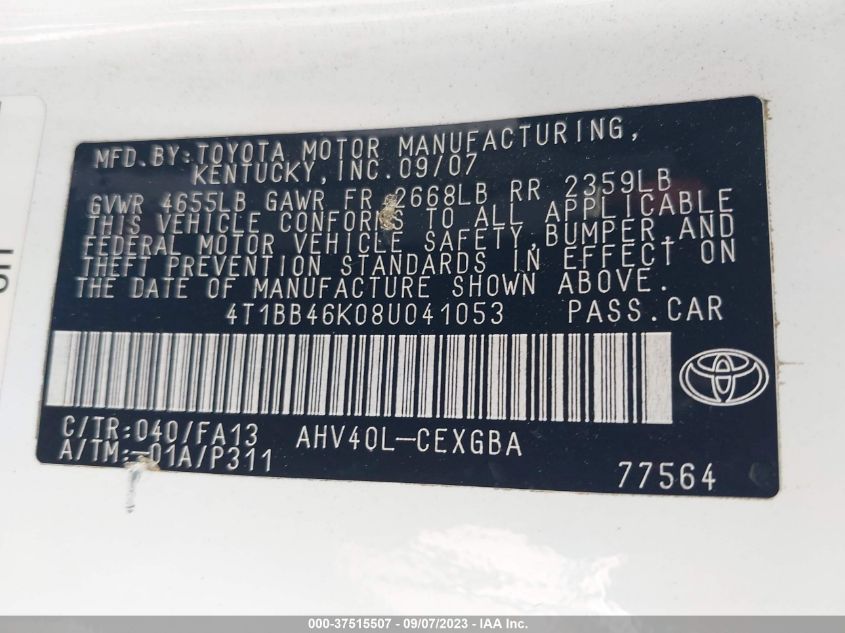 MFD.BY:TOYOTA MOTOR MANUFACTURING,
KENTUCKY,INC.09/07
GVWR 4655LB GAWR FR 2668LB RR 2359LB
THIS VEHICLE CONFORMS TO ALL APPLICABLE
FEDERAL MOTOR VEHICLE SAFETY,BUMPER,AND
THEFT PREVENTION STANDARDS IN EFFECT ON
THE DATE OF MANUFACTURE SHOWN ABOVE.
4T1BB46K08U041053 PASS.CAR
C/TR:040/FA13 AHV40L-CEXGBA
A/TM:-01A/P311
77564
000-37515507 - 09/07/2023 - IAA Inc.